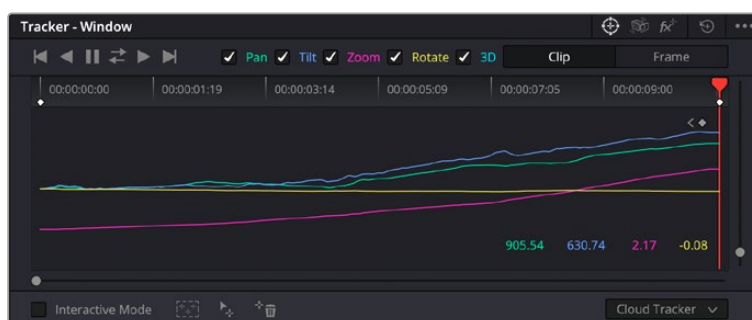 Tracker - Window
Pan Tilt Zoom Rotate 3D Clip Frame
00:00:00:00 00:00:01:19 00:00:03:14 00:00:05:09 00:00:07:05 00:00:09:00
905.54 630.74 2.17 -0.08
Interactive Mode Cloud Tracker